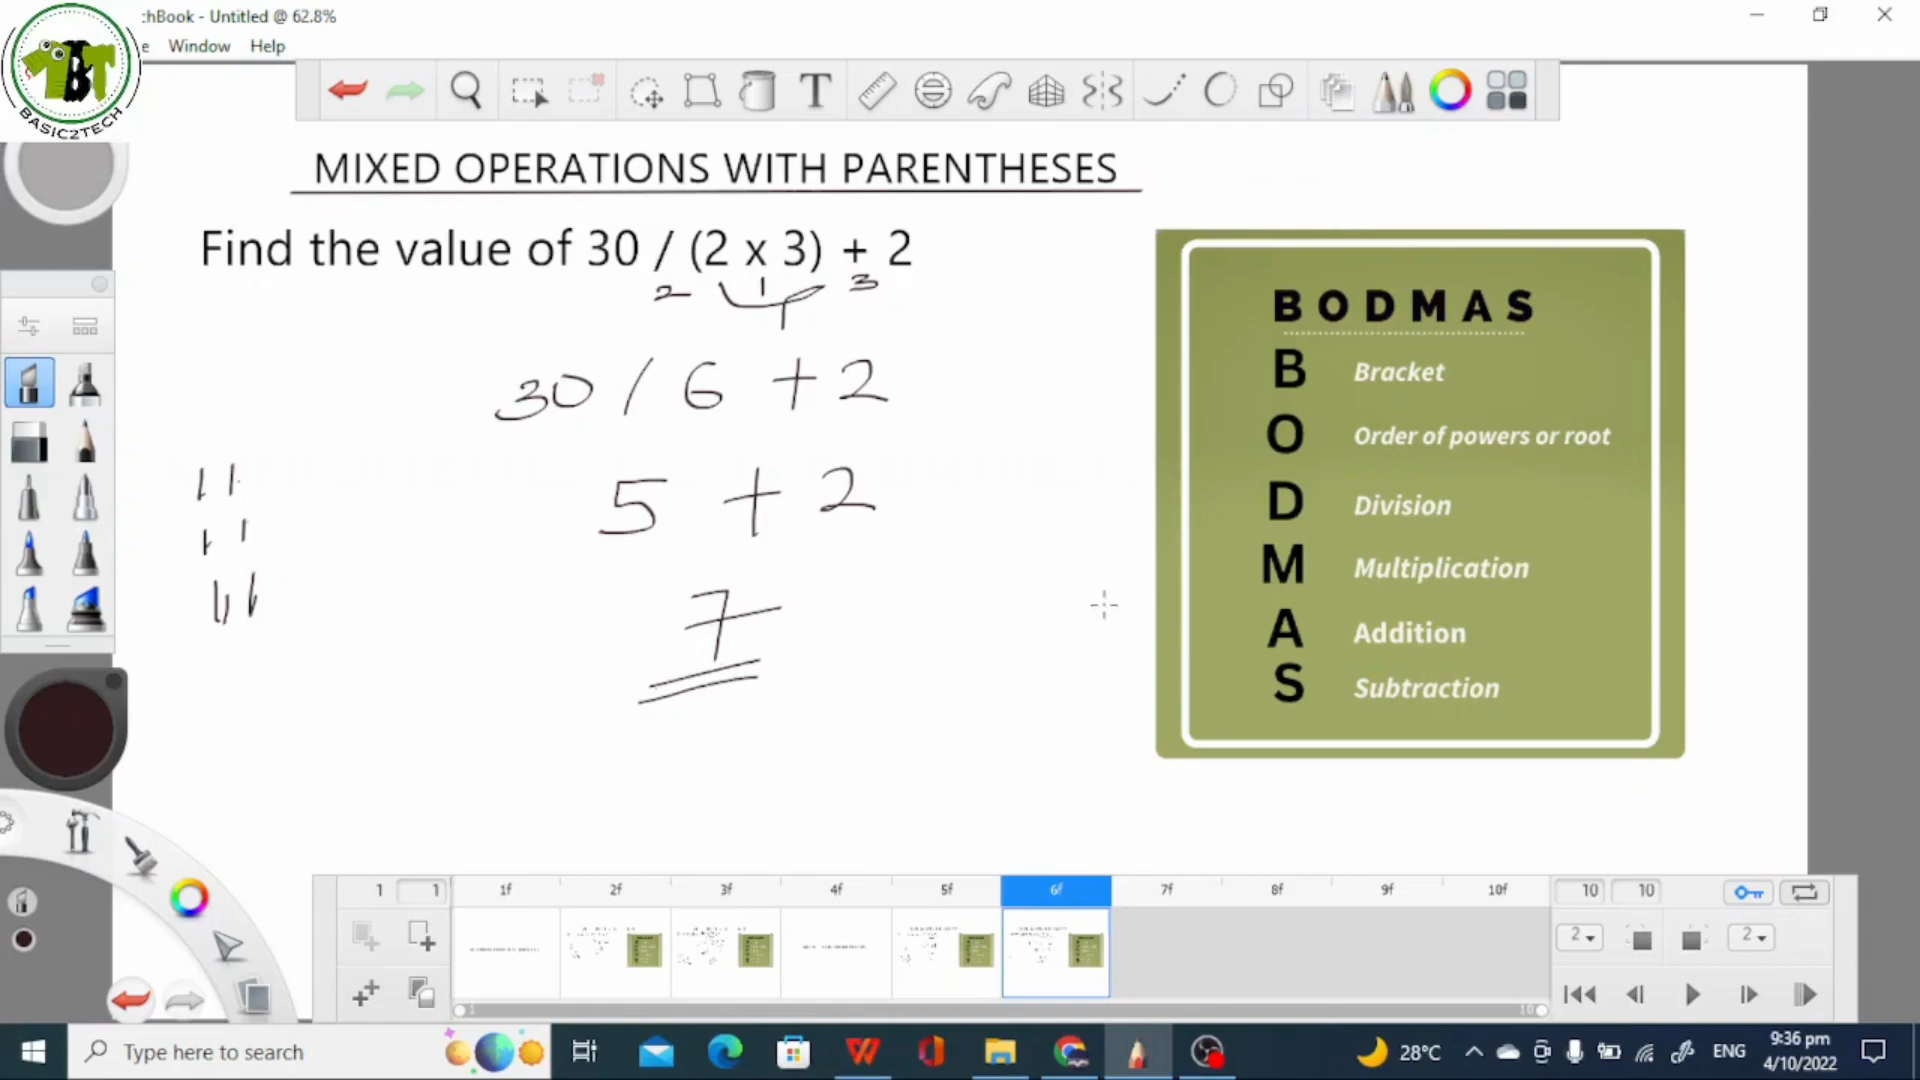 :hBook - Untitled @ 62.8%
e Window Help
BT
BASIC2TECH
MIXED OPERATIONS WITH PARENTHESES
Find the value of 30 / (2 x 3) + 2
2 1 3
30 / 6 + 2
5 + 2
7
BODMAS
B Bracket
O Order of powers or root
D Division
M Multiplication
A Addition
S Subtraction
1 1 1f 2f 3f 4f 5f 6f 7f 8f 9f 10f 10 10
2 2
1 10
Type here to search
28°C ENG 9:36 pm
4/10/2022